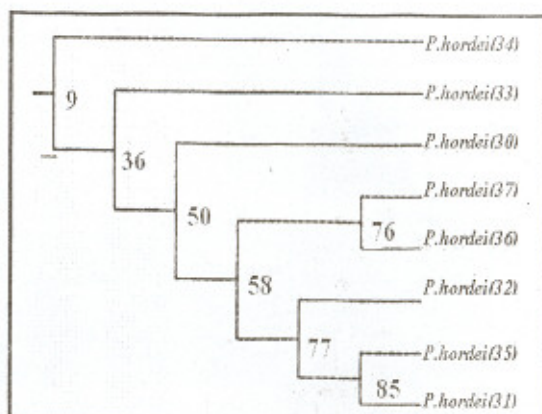 P.hordei(34)
9
P.hordei(33)
36
P.hordei(30)
50
P.hordei(37)
76
P.hordei(36)
58
P.hordei(32)
77
P.hordei(35)
85
P.hordei(31)